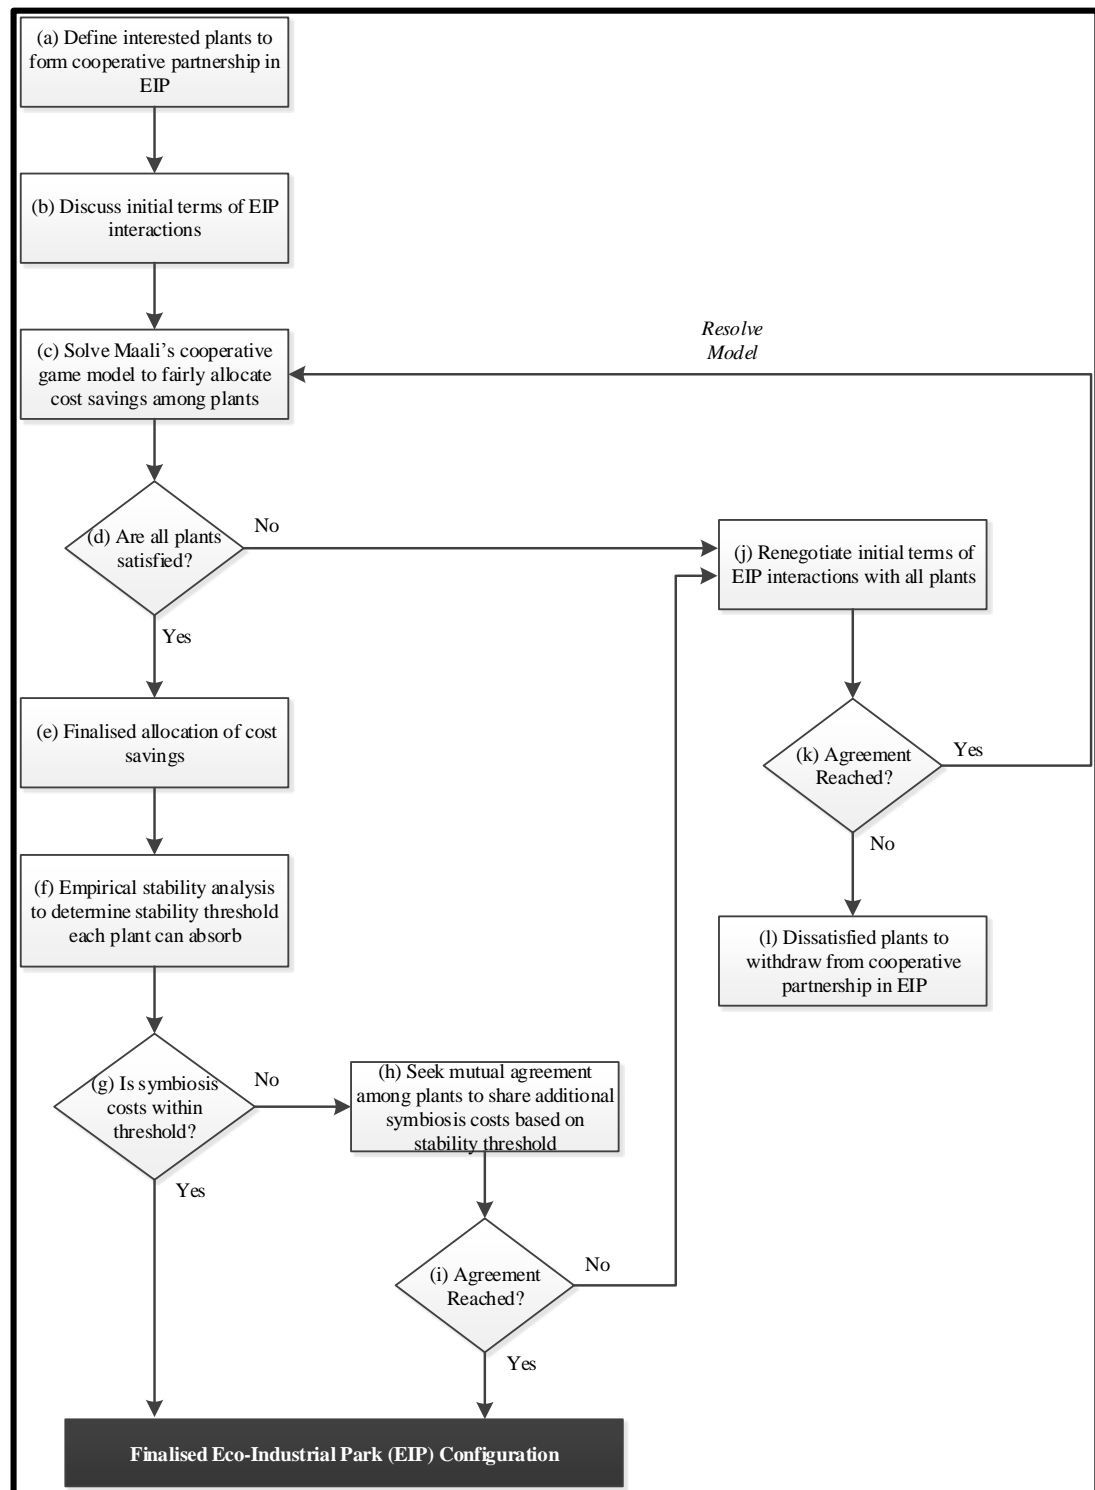 (a) Define interested plants to
form cooperative partnership in
EIP
(b) Discuss initial terms of EIP
interactions
Resolve
Model
(c) Solve Maali’s cooperative
game model to fairly allocate
cost savings among plants
(d) Are all plants
satisfied?
No
Yes
(j) Renegotiate initial terms of
EIP interactions with all plants
(e) Finalised allocation of cost
savings
(k) Agreement
Reached?
Yes
No
(f) Empirical stability analysis
to determine stability threshold
each plant can absorb
(l) Dissatisfied plants to
withdraw from cooperative
partnership in EIP
(g) Is symbiosis
costs within
threshold?
No
Yes
(h) Seek mutual agreement
among plants to share additional
symbiosis costs based on
stability threshold
(i) Agreement
Reached?
No
Yes
Finalised Eco-Industrial Park (EIP) Configuration